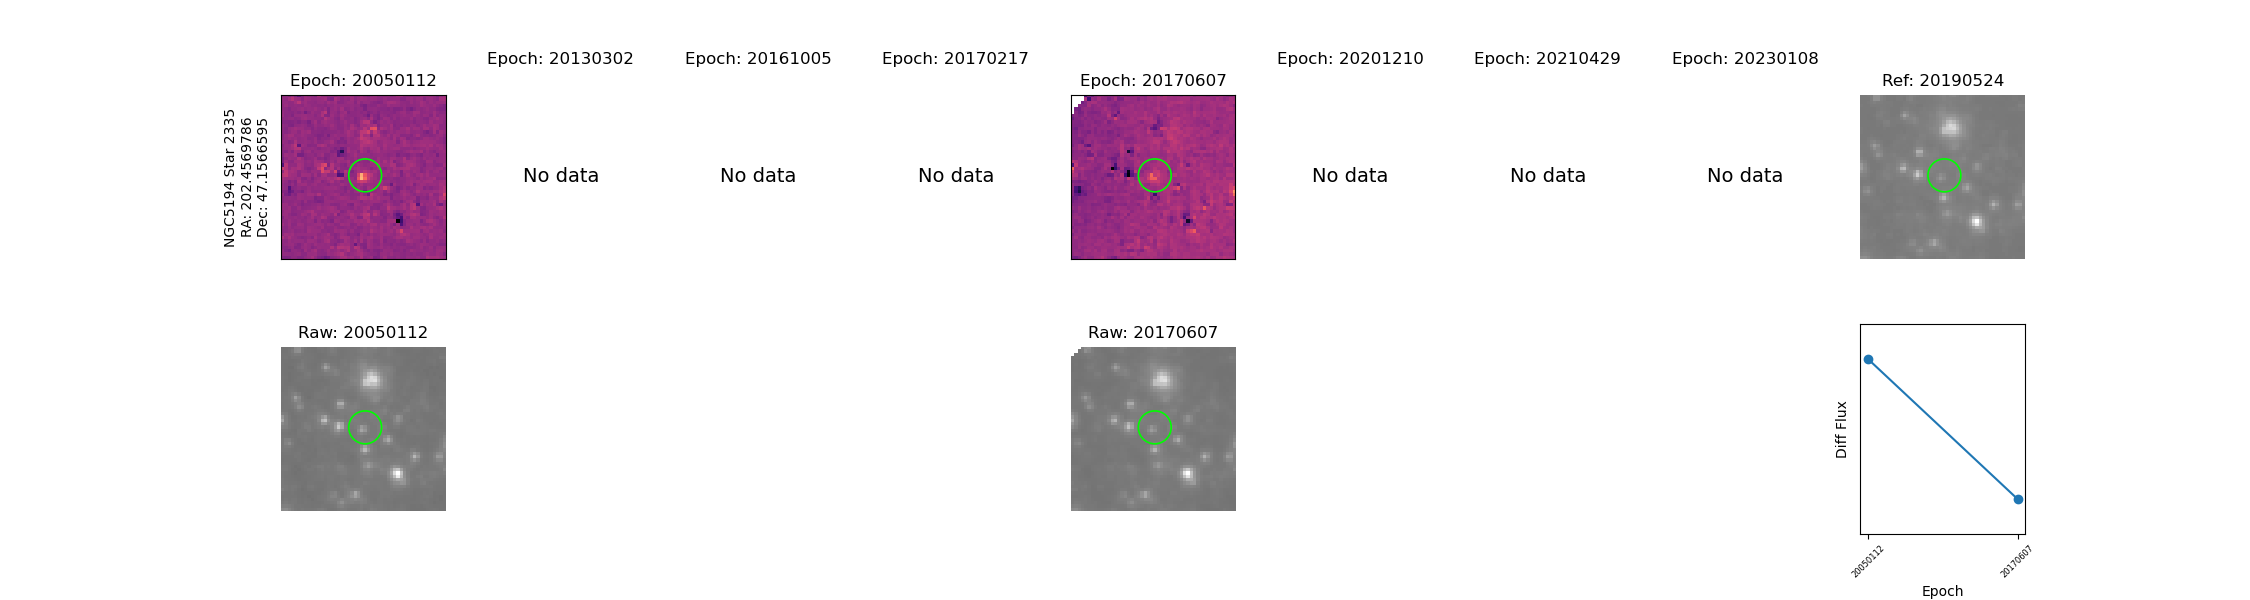 NGC5194 Star 2335
RA: 202.4569786
Dec: 47.1566595
Epoch: 20050112
Epoch: 20130302
No data
Epoch: 20161005
No data
Epoch: 20170217
No data
Epoch: 20170607
Epoch: 20201210
No data
Epoch: 20210429
No data
Epoch: 20230108
No data
Ref: 20190524
Raw: 20050112
Raw: 20170607
Diff Flux
20050112
20170607
Epoch